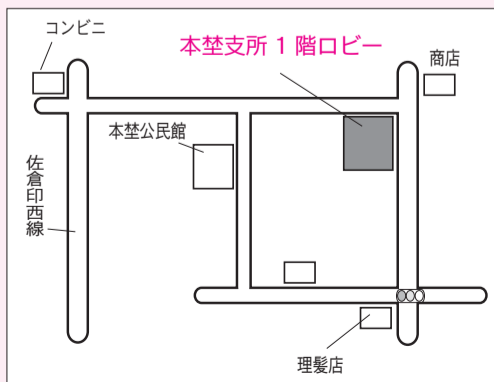 コンビニ
本埜支所 1 階ロビー
商店
本埜公民館
佐倉印西線
理髪店